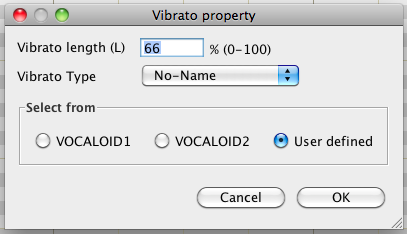 Vibrato property
Vibrato length (L) 66 % (0-100)
Vibrato Type No-Name
Select from
VOCALOID1 VOCALOID2 User defined
Cancel OK